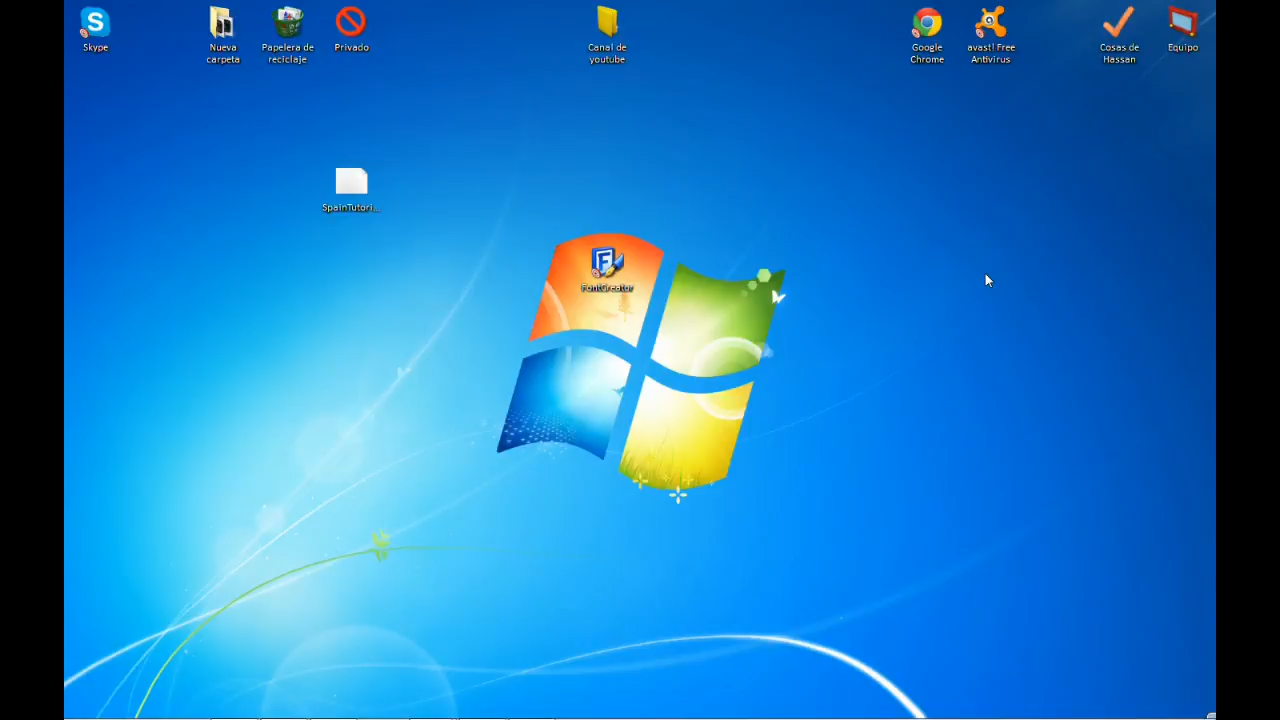 Skype
Nueva
carpeta
Papelera de
reciclaje
Privado
Canal de
youtube
Google
Chrome
avast! Free
Antivirus
Cosas de
Hassan
Equipo
SpainTutori...
FontCreator